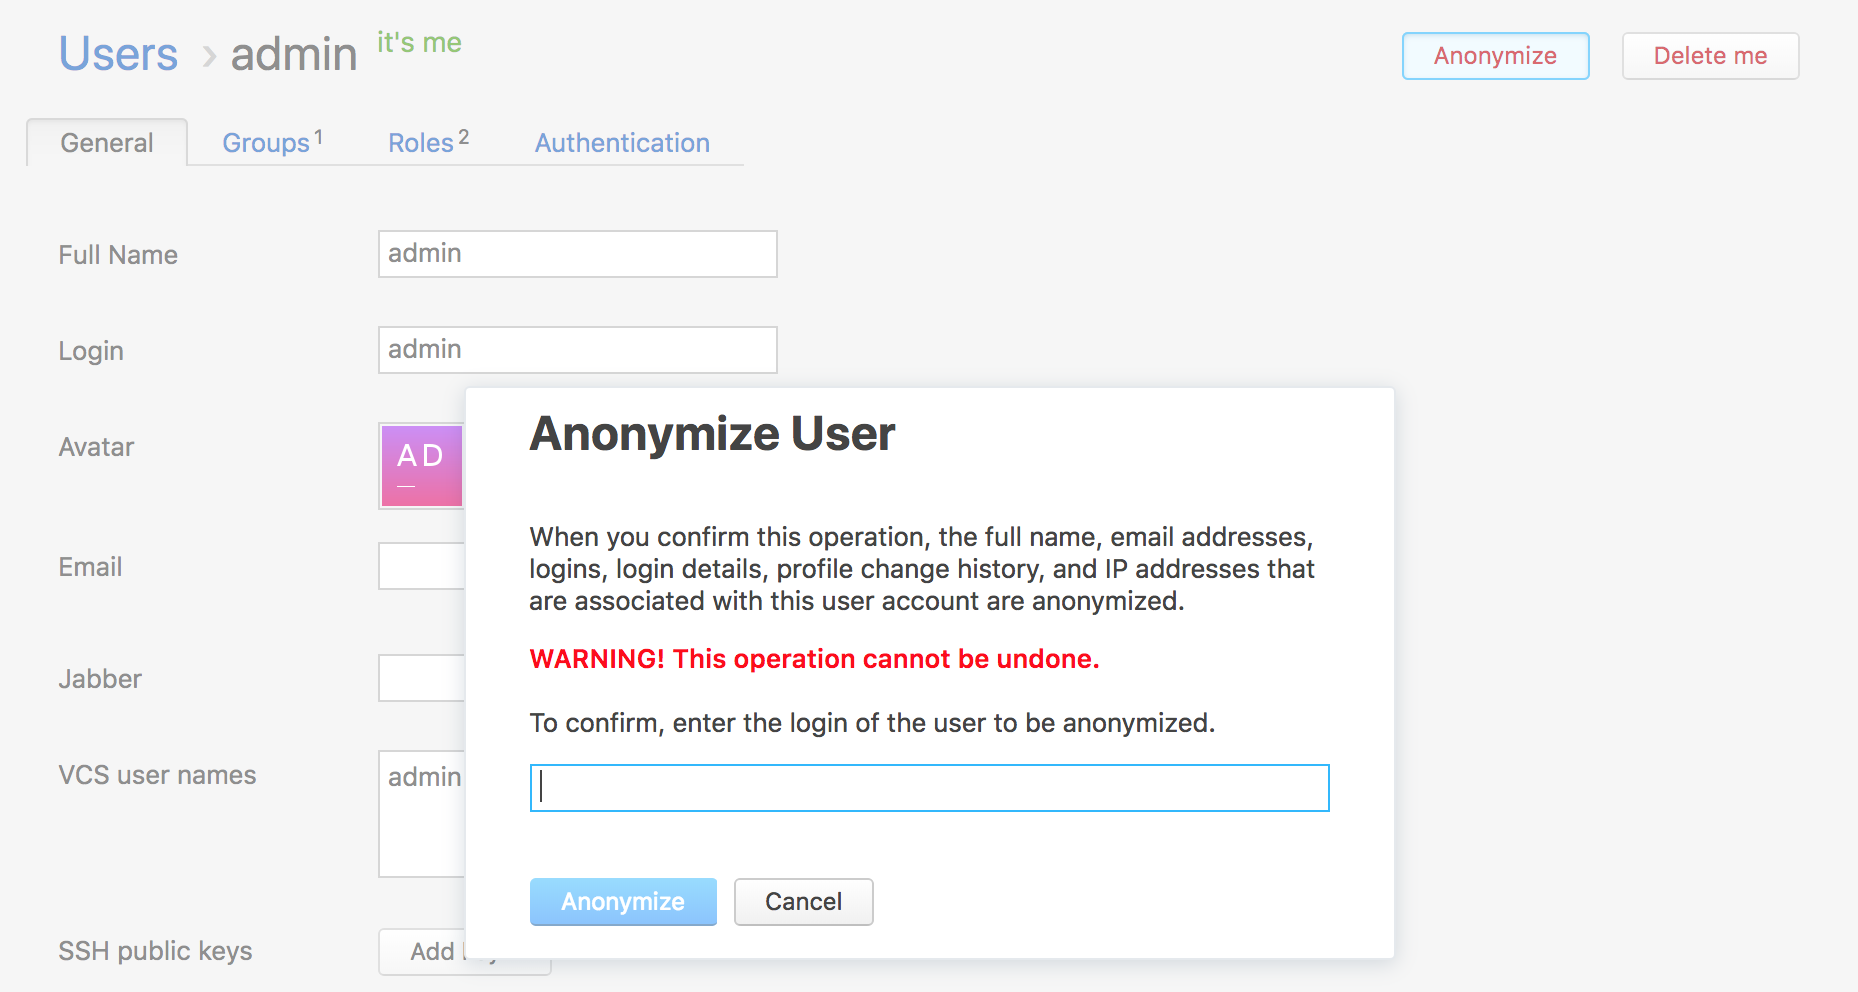 Users › admin it's me
Anonymize
Delete me
General
Groups 1
Roles 2
Authentication
Full Name
admin
Login
admin
Avatar
AD
Email
Jabber
VCS user names
admin
SSH public keys
Add
Anonymize User
When you confirm this operation, the full name, email addresses,
logins, login details, profile change history, and IP addresses that
are associated with this user account are anonymized.
WARNING! This operation cannot be undone.
To confirm, enter the login of the user to be anonymized.
Anonymize
Cancel